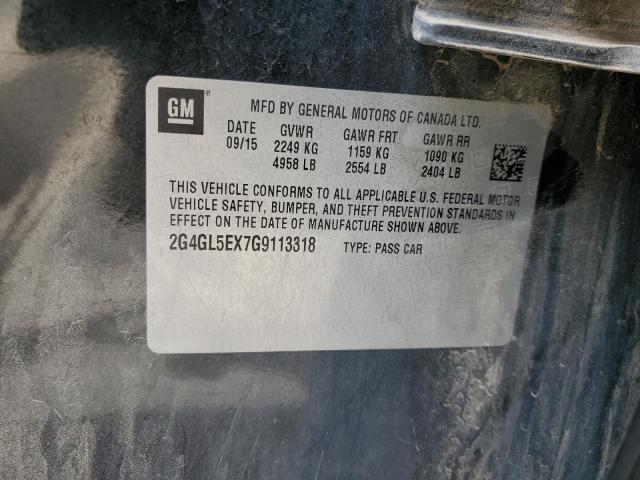 GM
MFD BY GENERAL MOTORS OF CANADA LTD.
DATE GVWR GAWR FRT GAWR RR
09/15 2249 KG 1159 KG 1090 KG
4958 LB 2554 LB 2404 LB
THIS VEHICLE CONFORMS TO ALL APPLICABLE U.S. FEDERAL MOTOR
VEHICLE SAFETY, BUMPER, AND THEFT PREVENTION STANDARDS IN
EFFECT ON THE DATE OF MANUFACTURE SHOWN ABOVE.
2G4GL5EX7G9113318 TYPE: PASS CAR